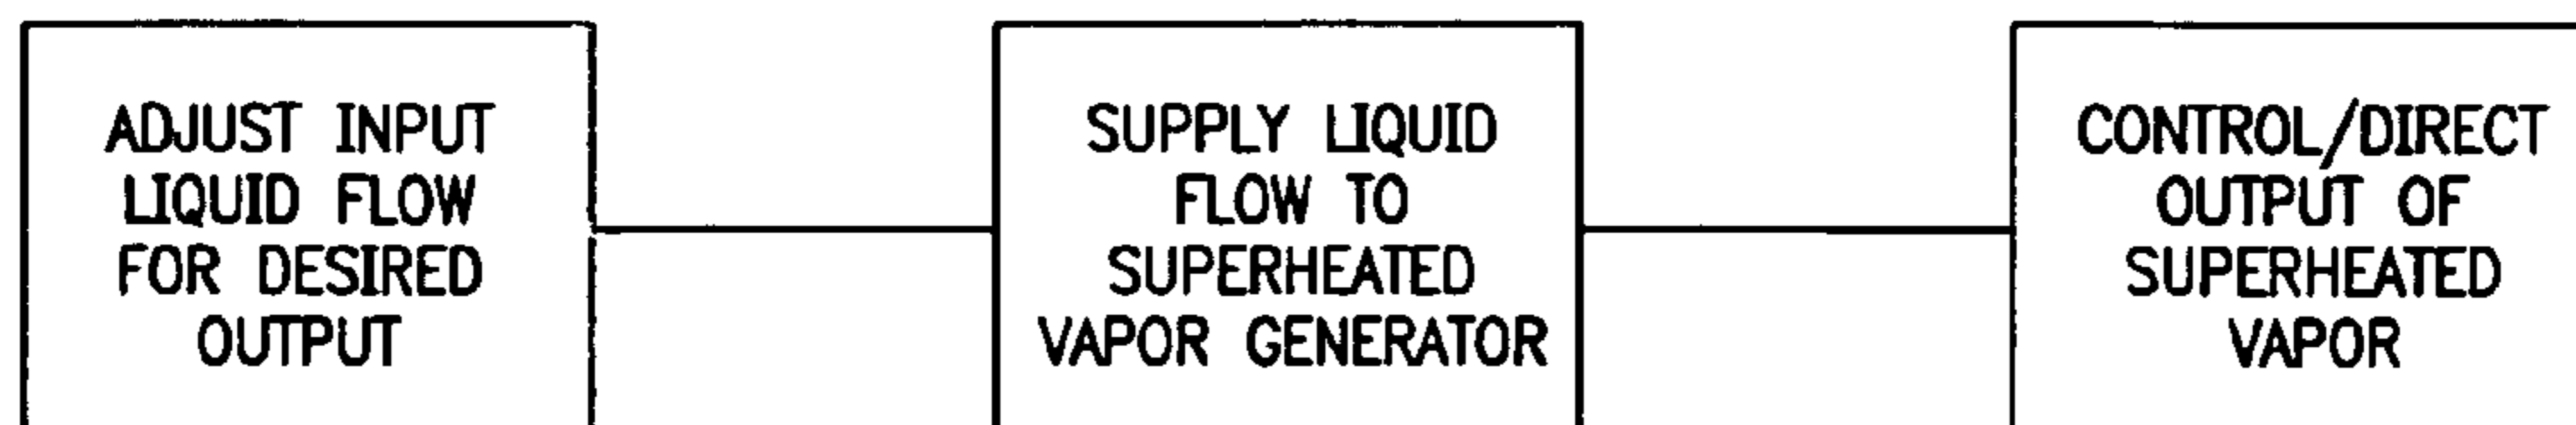 ADJUST INPUT
LIQUID FLOW
FOR DESIRED
OUTPUT
SUPPLY LIQUID
FLOW TO
SUPERHEATED
VAPOR GENERATOR
CONTROL/DIRECT
OUTPUT OF
SUPERHEATED
VAPOR